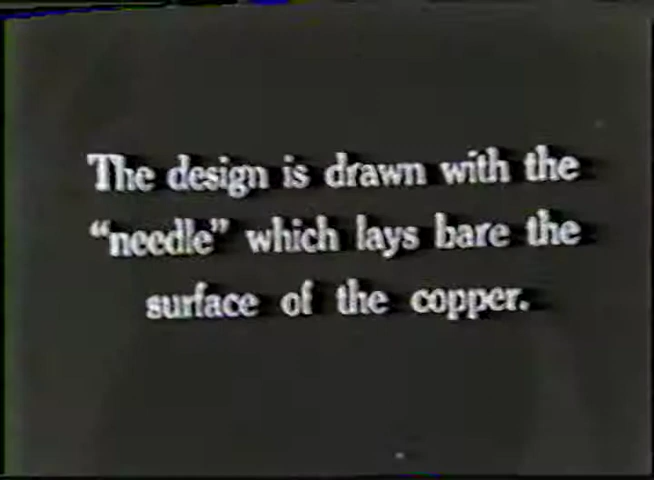 The design is drawn with the
“needle” which lays bare the
surface of the copper.